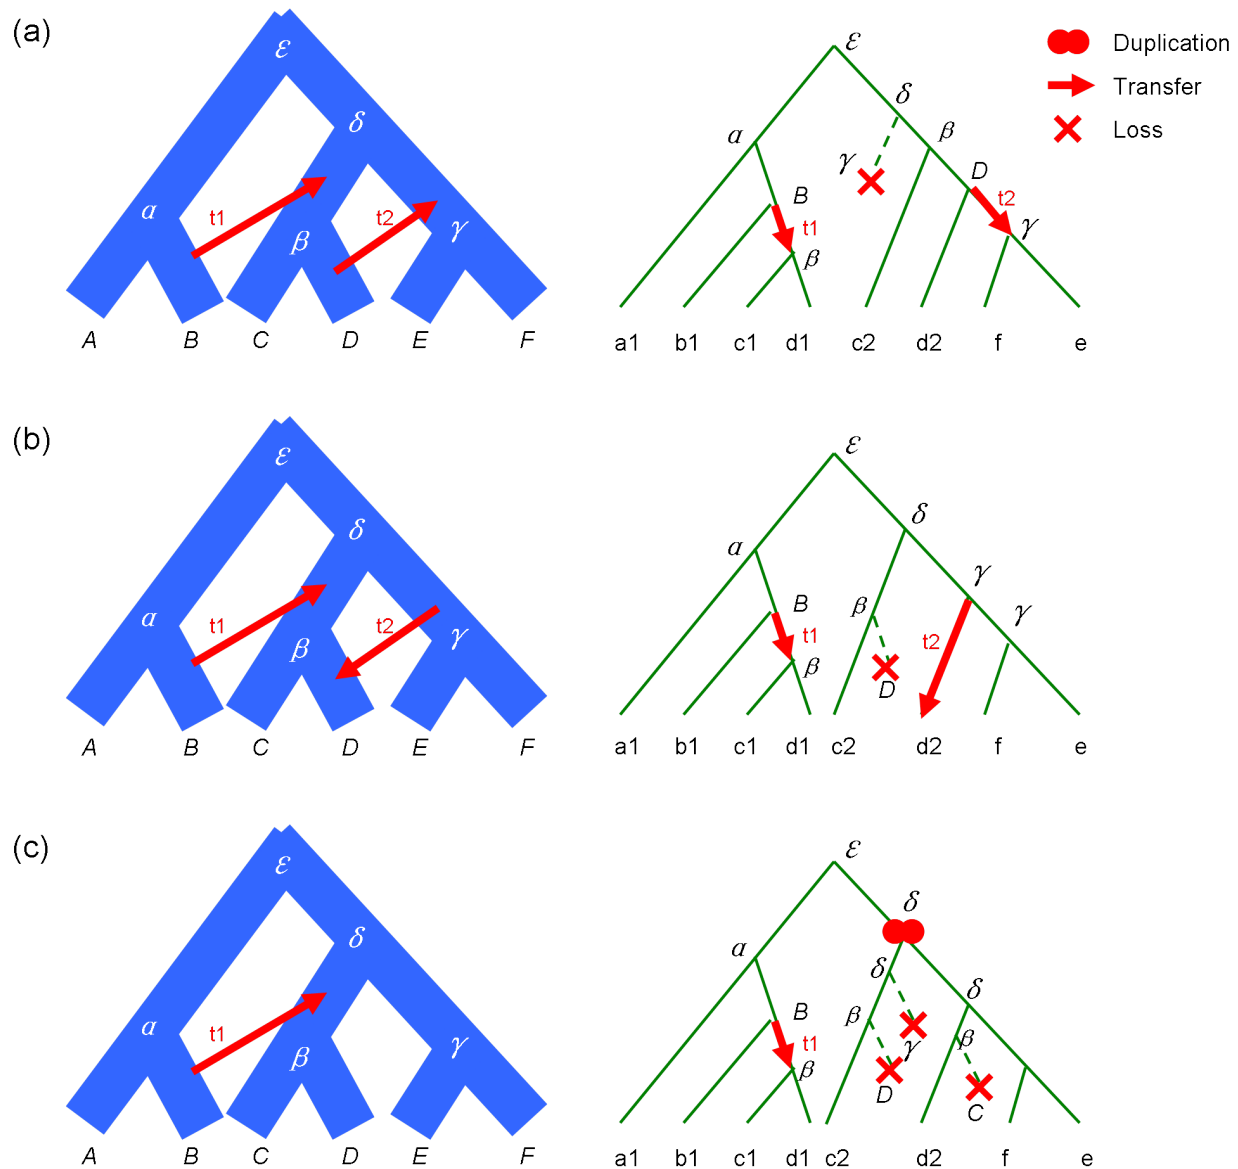 (a)
ε
δ
α
t1
t2
β
γ
A B C D E F
ε
δ
α
β
γ
B
D
t1
t2
β
γ
a1 b1 c1 d1 c2 d2 f e
Duplication
Transfer
Loss
(b)
ε
δ
α
t1
t2
β
γ
A B C D E F
ε
δ
α
γ
B
β
γ
t1
t2
β
D
a1 b1 c1 d1 c2 d2 f e
(c)
ε
δ
α
t1
β
γ
A B C D E F
ε
δ
α
δ
δ
B
β
t1
γ
β
β
D
C
a1 b1 c1 d1 c2 d2 f e